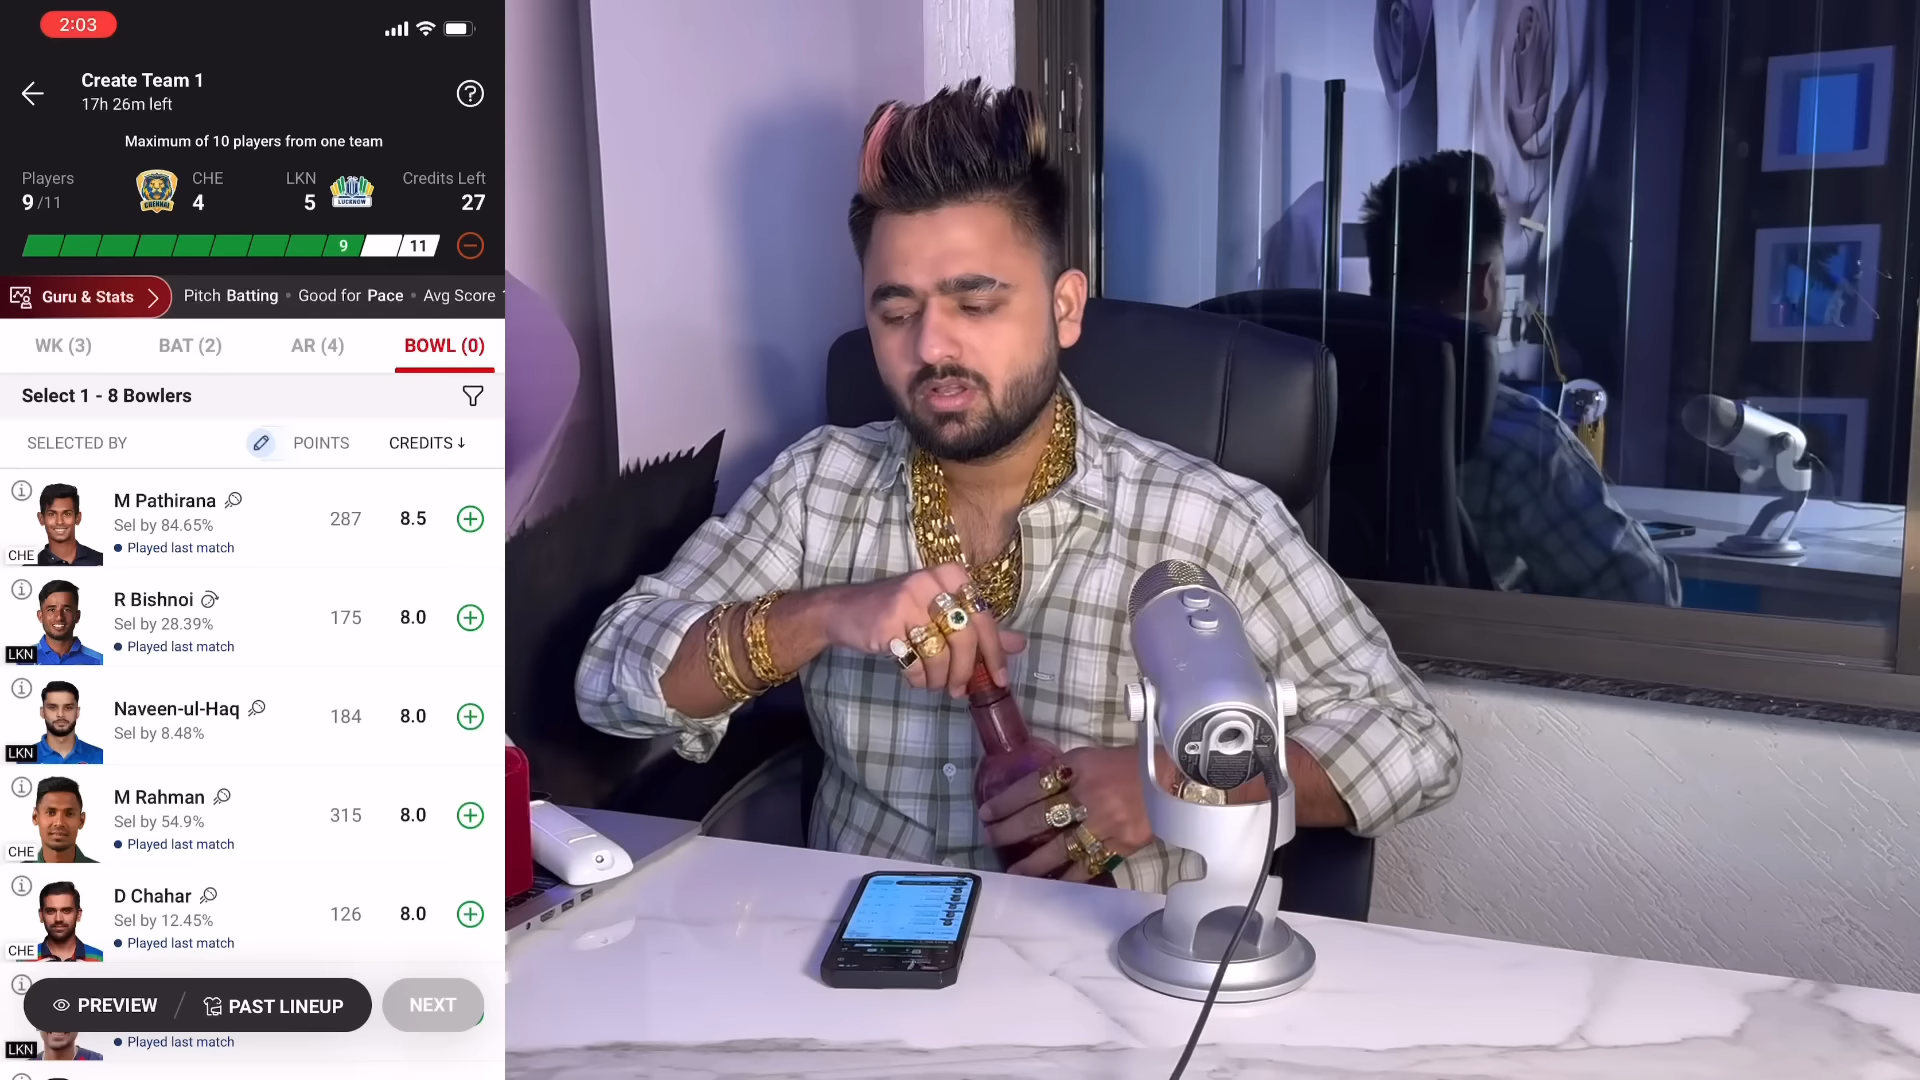 2:03
Create Team 1
17h 26m left
Maximum of 10 players from one team
Players
9/11
CHE
4
LKN
5
Credits Left
27
CHENNAI
LUCKNOW
9
11
Guru & Stats
Pitch Batting • Good for Pace • Avg Score
WK (3)
BAT (2)
AR (4)
BOWL (0)
Select 1 - 8 Bowlers
SELECTED BY
POINTS
CREDITS ↓
M Pathirana
Sel by 84.65%
Played last match
CHE
287
8.5
R Bishnoi
Sel by 28.39%
Played last match
LKN
175
8.0
Naveen-ul-Haq
Sel by 8.48%
LKN
184
8.0
M Rahman
Sel by 54.9%
Played last match
CHE
315
8.0
D Chahar
Sel by 12.45%
Played last match
CHE
126
8.0
PREVIEW
PAST LINEUP
NEXT
Played last match
LKN